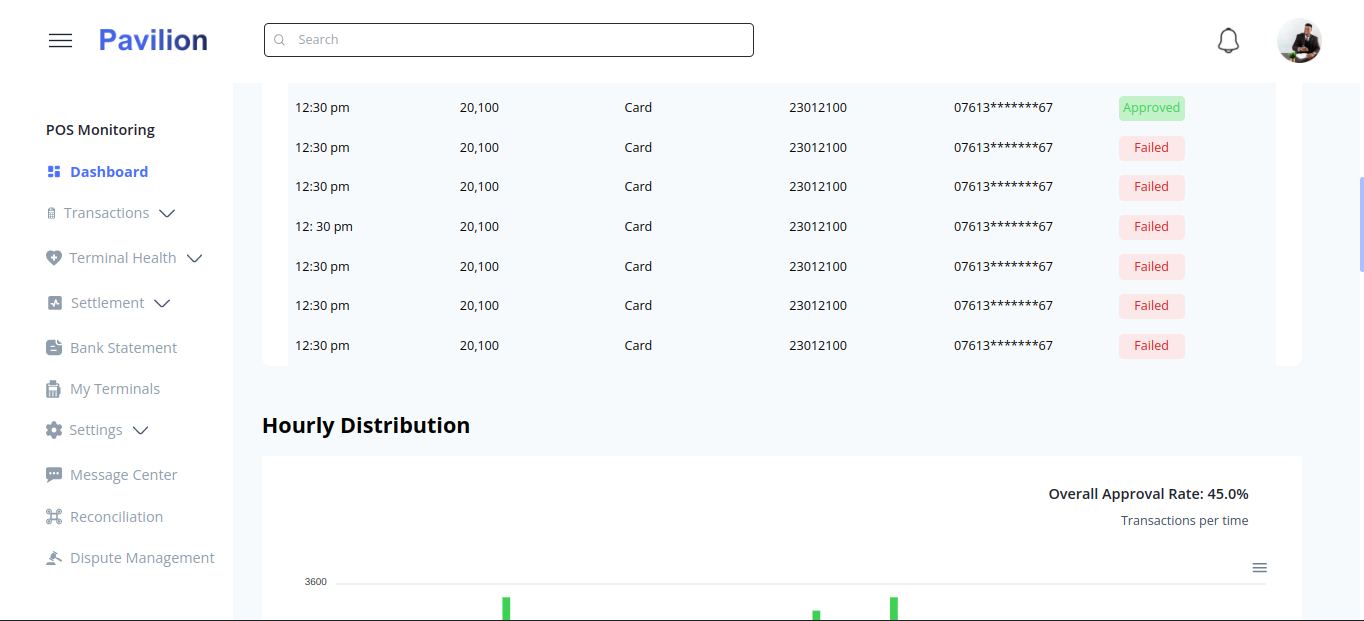 Pavilion
Search
POS Monitoring
Dashboard
Transactions
Terminal Health
Settlement
Bank Statement
My Terminals
Settings
Message Center
Reconciliation
Dispute Management
12:30 pm 20,100 Card 23012100 07613*******67 Approved
12:30 pm 20,100 Card 23012100 07613*******67 Failed
12:30 pm 20,100 Card 23012100 07613*******67 Failed
12: 30 pm 20,100 Card 23012100 07613*******67 Failed
12:30 pm 20,100 Card 23012100 07613*******67 Failed
12:30 pm 20,100 Card 23012100 07613*******67 Failed
12:30 pm 20,100 Card 23012100 07613*******67 Failed
Hourly Distribution
Overall Approval Rate: 45.0%
Transactions per time
3600